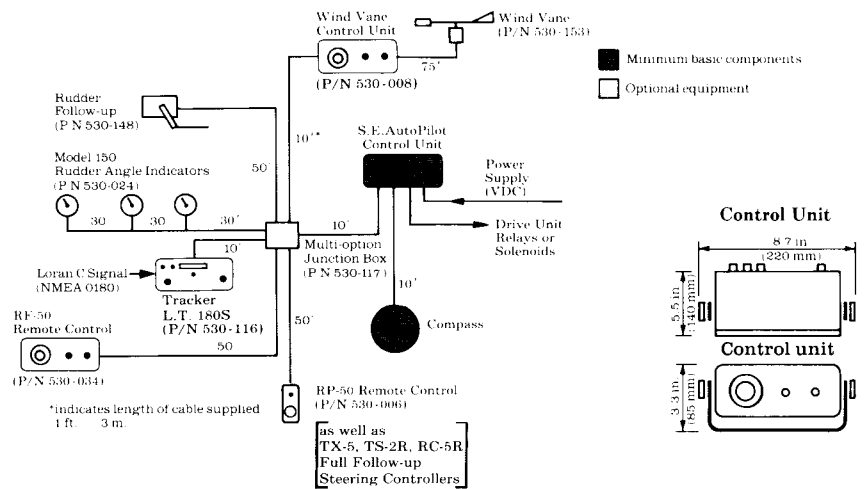 Wind Vane
Control Unit
(P/N 530-008)
Wind Vane
(P/N 530-153)
75'
Minimum basic components
Optional equipment
Rudder
Follow-up
(P N 530-148)
50'
10'*
S.E.AutoPilot
Control Unit
Power
Supply
(VDC)
Drive Unit
Relays or
Solenoids
Model 150
Rudder Angle Indicators
(P N 530-024)
30
30
30'
10'
10'
Multi-option
Junction Box
(P N 530-117)
Loran C Signal
(NMEA 0180)
Tracker
L.T. 180S
(P/N 530-116)
10'
Compass
RF-50
Remote Control
(P/N 530-034)
50
50'
RP-50 Remote Control
(P/N 530-006)
as well as
TX-5, TS-2R, RC-5R
Full Follow-up
Steering Controllers
*indicates length of cable supplied
1 ft. 3 m.
Control Unit
8.7 in
(220 mm)
5.5 in
(140 mm)
Control unit
3.3 in
(85 mm)